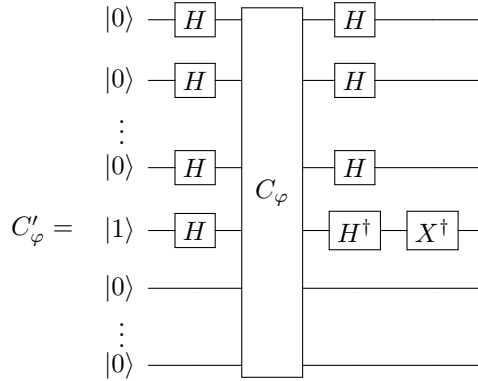 |0⟩ H H
|0⟩ H H
⋮
|0⟩ H H
C_φ
C′_φ = |1⟩ H H† X†
|0⟩
⋮
|0⟩